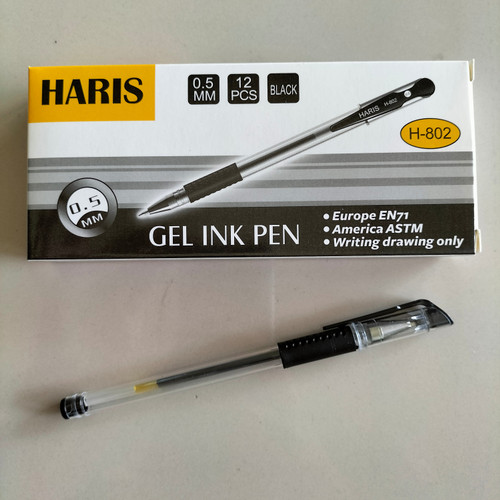 HARIS
0.5 MM
12 PCS
BLACK
HARIS H-802
H-802
0.5 MM
GEL INK PEN
• Europe EN71
• America ASTM
• Writing drawing only